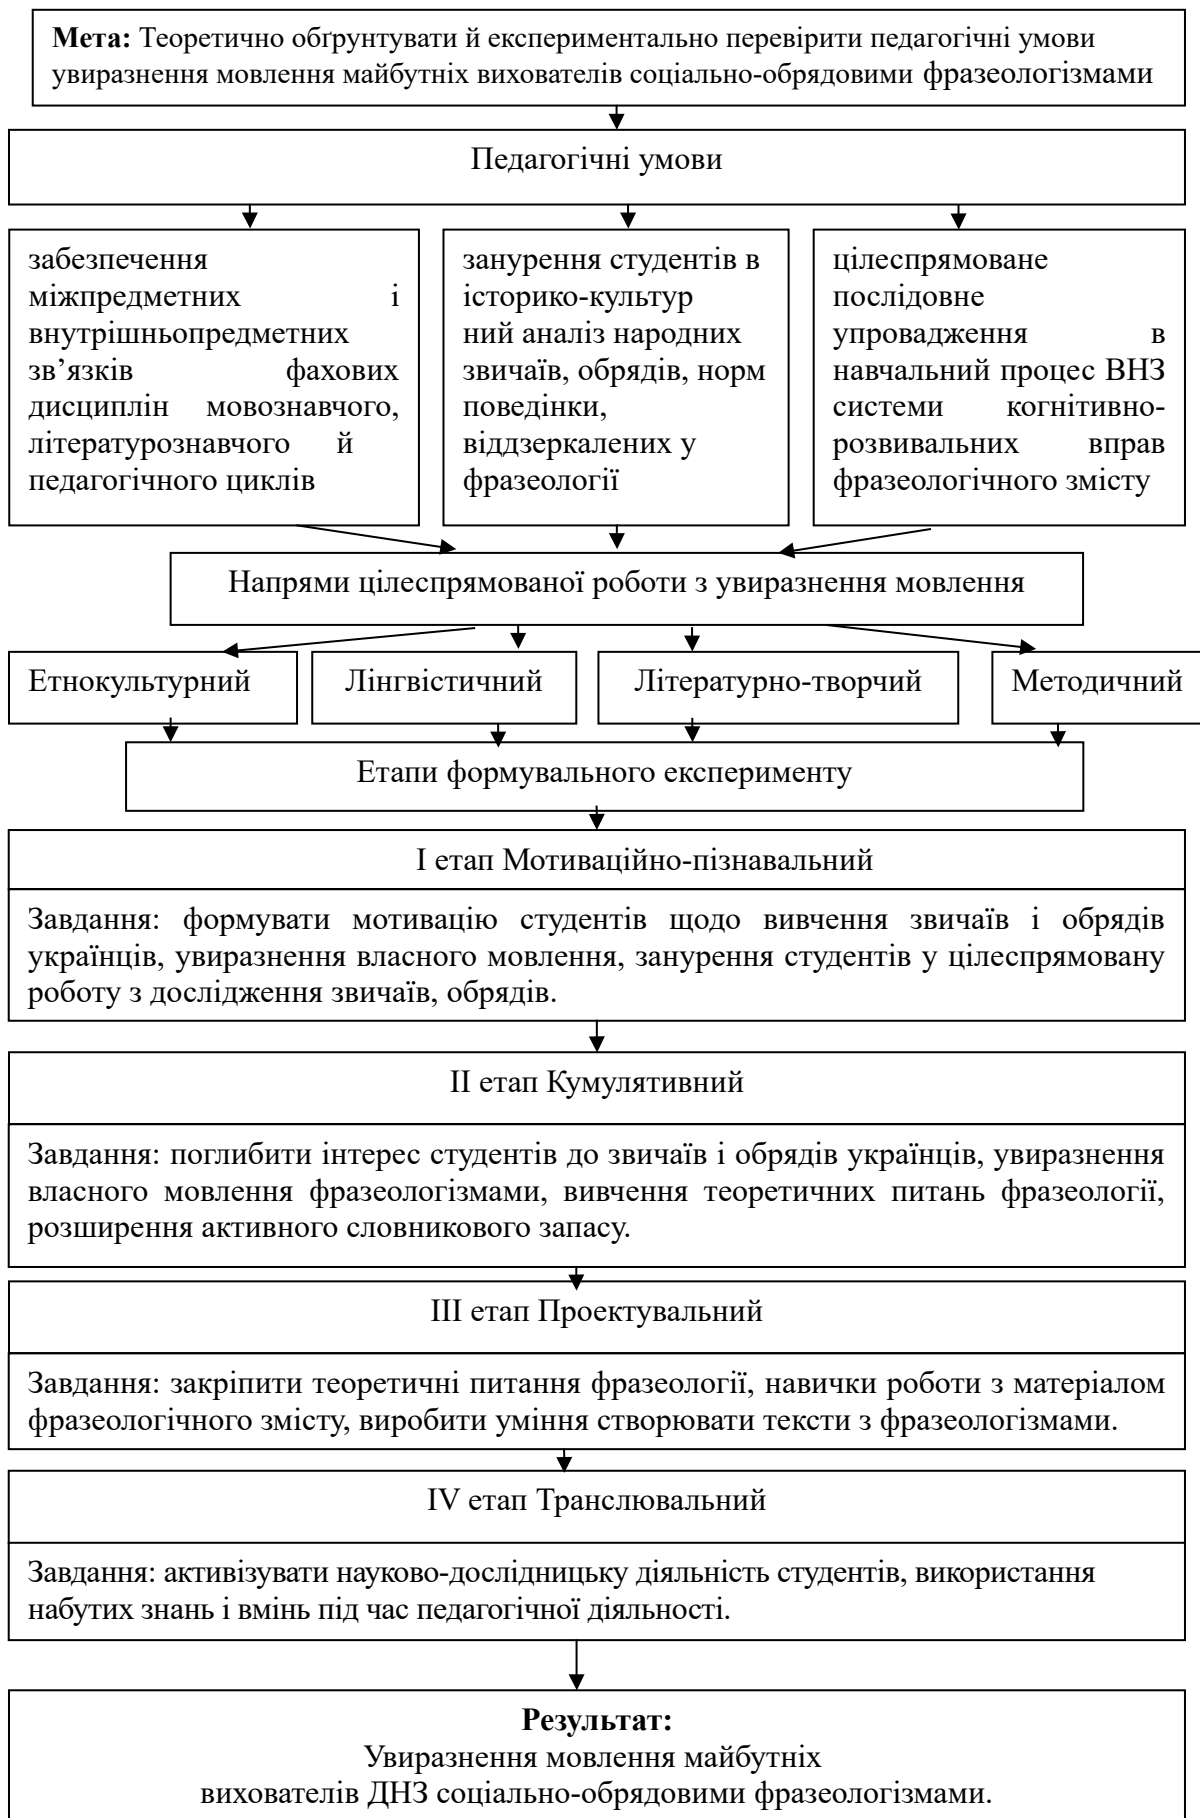 Мета: Теоретично обґрунтувати й експериментально перевірити педагогічні умови
увиразнення мовлення майбутніх вихователів соціально-обрядовими фразеологізмами
Педагогічні умови
забезпечення
міжпредметних і
внутрішньопредметних
зв’язків фахових
дисциплін мовознавчого,
літературознавчого й
педагогічного циклів
занурення студентів в
історико-культур
ний аналіз народних
звичаїв, обрядів, норм
поведінки,
віддзеркалених у
фразеології
цілеспрямоване
послідовне
упровадження в
навчальний процес ВНЗ
системи когнітивно-
розвивальних вправ
фразеологічного змісту
Напрями цілеспрямованої роботи з увиразнення мовлення
Етнокультурний
Лінгвістичний
Літературно-творчий
Методичний
Етапи формувального експерименту
І етап Мотиваційно-пізнавальний
Завдання: формувати мотивацію студентів щодо вивчення звичаїв і обрядів
українців, увиразнення власного мовлення, занурення студентів у цілеспрямовану
роботу з дослідження звичаїв, обрядів.
ІІ етап Кумулятивний
Завдання: поглибити інтерес студентів до звичаїв і обрядів українців, увиразнення
власного мовлення фразеологізмами, вивчення теоретичних питань фразеології,
розширення активного словникового запасу.
ІІІ етап Проектувальний
Завдання: закріпити теоретичні питання фразеології, навички роботи з матеріалом
фразеологічного змісту, виробити уміння створювати тексти з фразеологізмами.
IV етап Транслювальний
Завдання: активізувати науково-дослідницьку діяльність студентів, використання
набутих знань і вмінь під час педагогічної діяльності.
Результат:
Увиразнення мовлення майбутніх
вихователів ДНЗ соціально-обрядовими фразеологізмами.